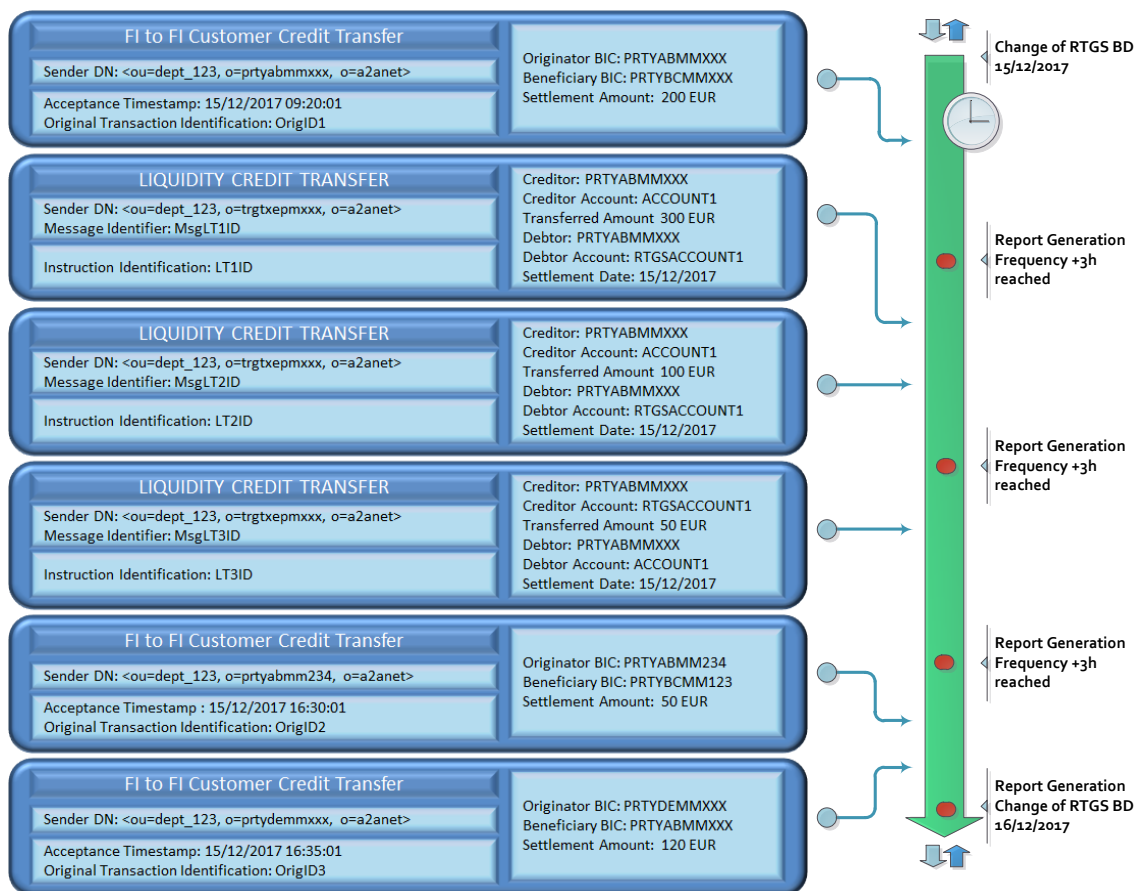 FI to FI Customer Credit Transfer
Sender DN: <ou=dept_123, o=prtyabmmxxx, o=a2anet>
Acceptance Timestamp: 15/12/2017 09:20:01
Original Transaction Identification: OrigID1
Originator BIC: PRTYABMMXXX
Beneficiary BIC: PRTYBCMMXXX
Settlement Amount: 200 EUR
LIQUIDITY CREDIT TRANSFER
Sender DN: <ou=dept_123, o=trgtxepmxxx, o=a2anet>
Message Identifier: MsgLT1ID
Instruction Identification: LT1ID
Creditor: PRTYABMMXXX
Creditor Account: ACCOUNT1
Transferred Amount 300 EUR
Debtor: PRTYABMMXXX
Debtor Account: RTGSACCOUNT1
Settlement Date: 15/12/2017
LIQUIDITY CREDIT TRANSFER
Sender DN: <ou=dept_123, o=trgtxepmxxx, o=a2anet>
Message Identifier: MsgLT2ID
Instruction Identification: LT2ID
Creditor: PRTYABMMXXX
Creditor Account: ACCOUNT1
Transferred Amount 100 EUR
Debtor: PRTYABMMXXX
Debtor Account: RTGSACCOUNT1
Settlement Date: 15/12/2017
LIQUIDITY CREDIT TRANSFER
Sender DN: <ou=dept_123, o=trgtxepmxxx, o=a2anet>
Message Identifier: MsgLT3ID
Instruction Identification: LT3ID
Creditor: PRTYABMMXXX
Creditor Account: RTGSACCOUNT1
Transferred Amount 50 EUR
Debtor: PRTYABMMXXX
Debtor Account: ACCOUNT1
Settlement Date: 15/12/2017
FI to FI Customer Credit Transfer
Sender DN: <ou=dept_123, o=prtyabmm234, o=a2anet>
Acceptance Timestamp : 15/12/2017 16:30:01
Original Transaction Identification: OrigID2
Originator BIC: PRTYABMM234
Beneficiary BIC: PRTYBCMM123
Settlement Amount: 50 EUR
FI to FI Customer Credit Transfer
Sender DN: <ou=dept_123, o=prtydemmxxx, o=a2anet>
Acceptance Timestamp: 15/12/2017 16:35:01
Original Transaction Identification: OrigID3
Originator BIC: PRTYDEMMXXX
Beneficiary BIC: PRTYABMMXXX
Settlement Amount: 120 EUR
Change of RTGS BD
15/12/2017
Report Generation
Frequency +3h
reached
Report Generation
Frequency +3h
reached
Report Generation
Frequency +3h
reached
Report Generation
Change of RTGS BD
16/12/2017